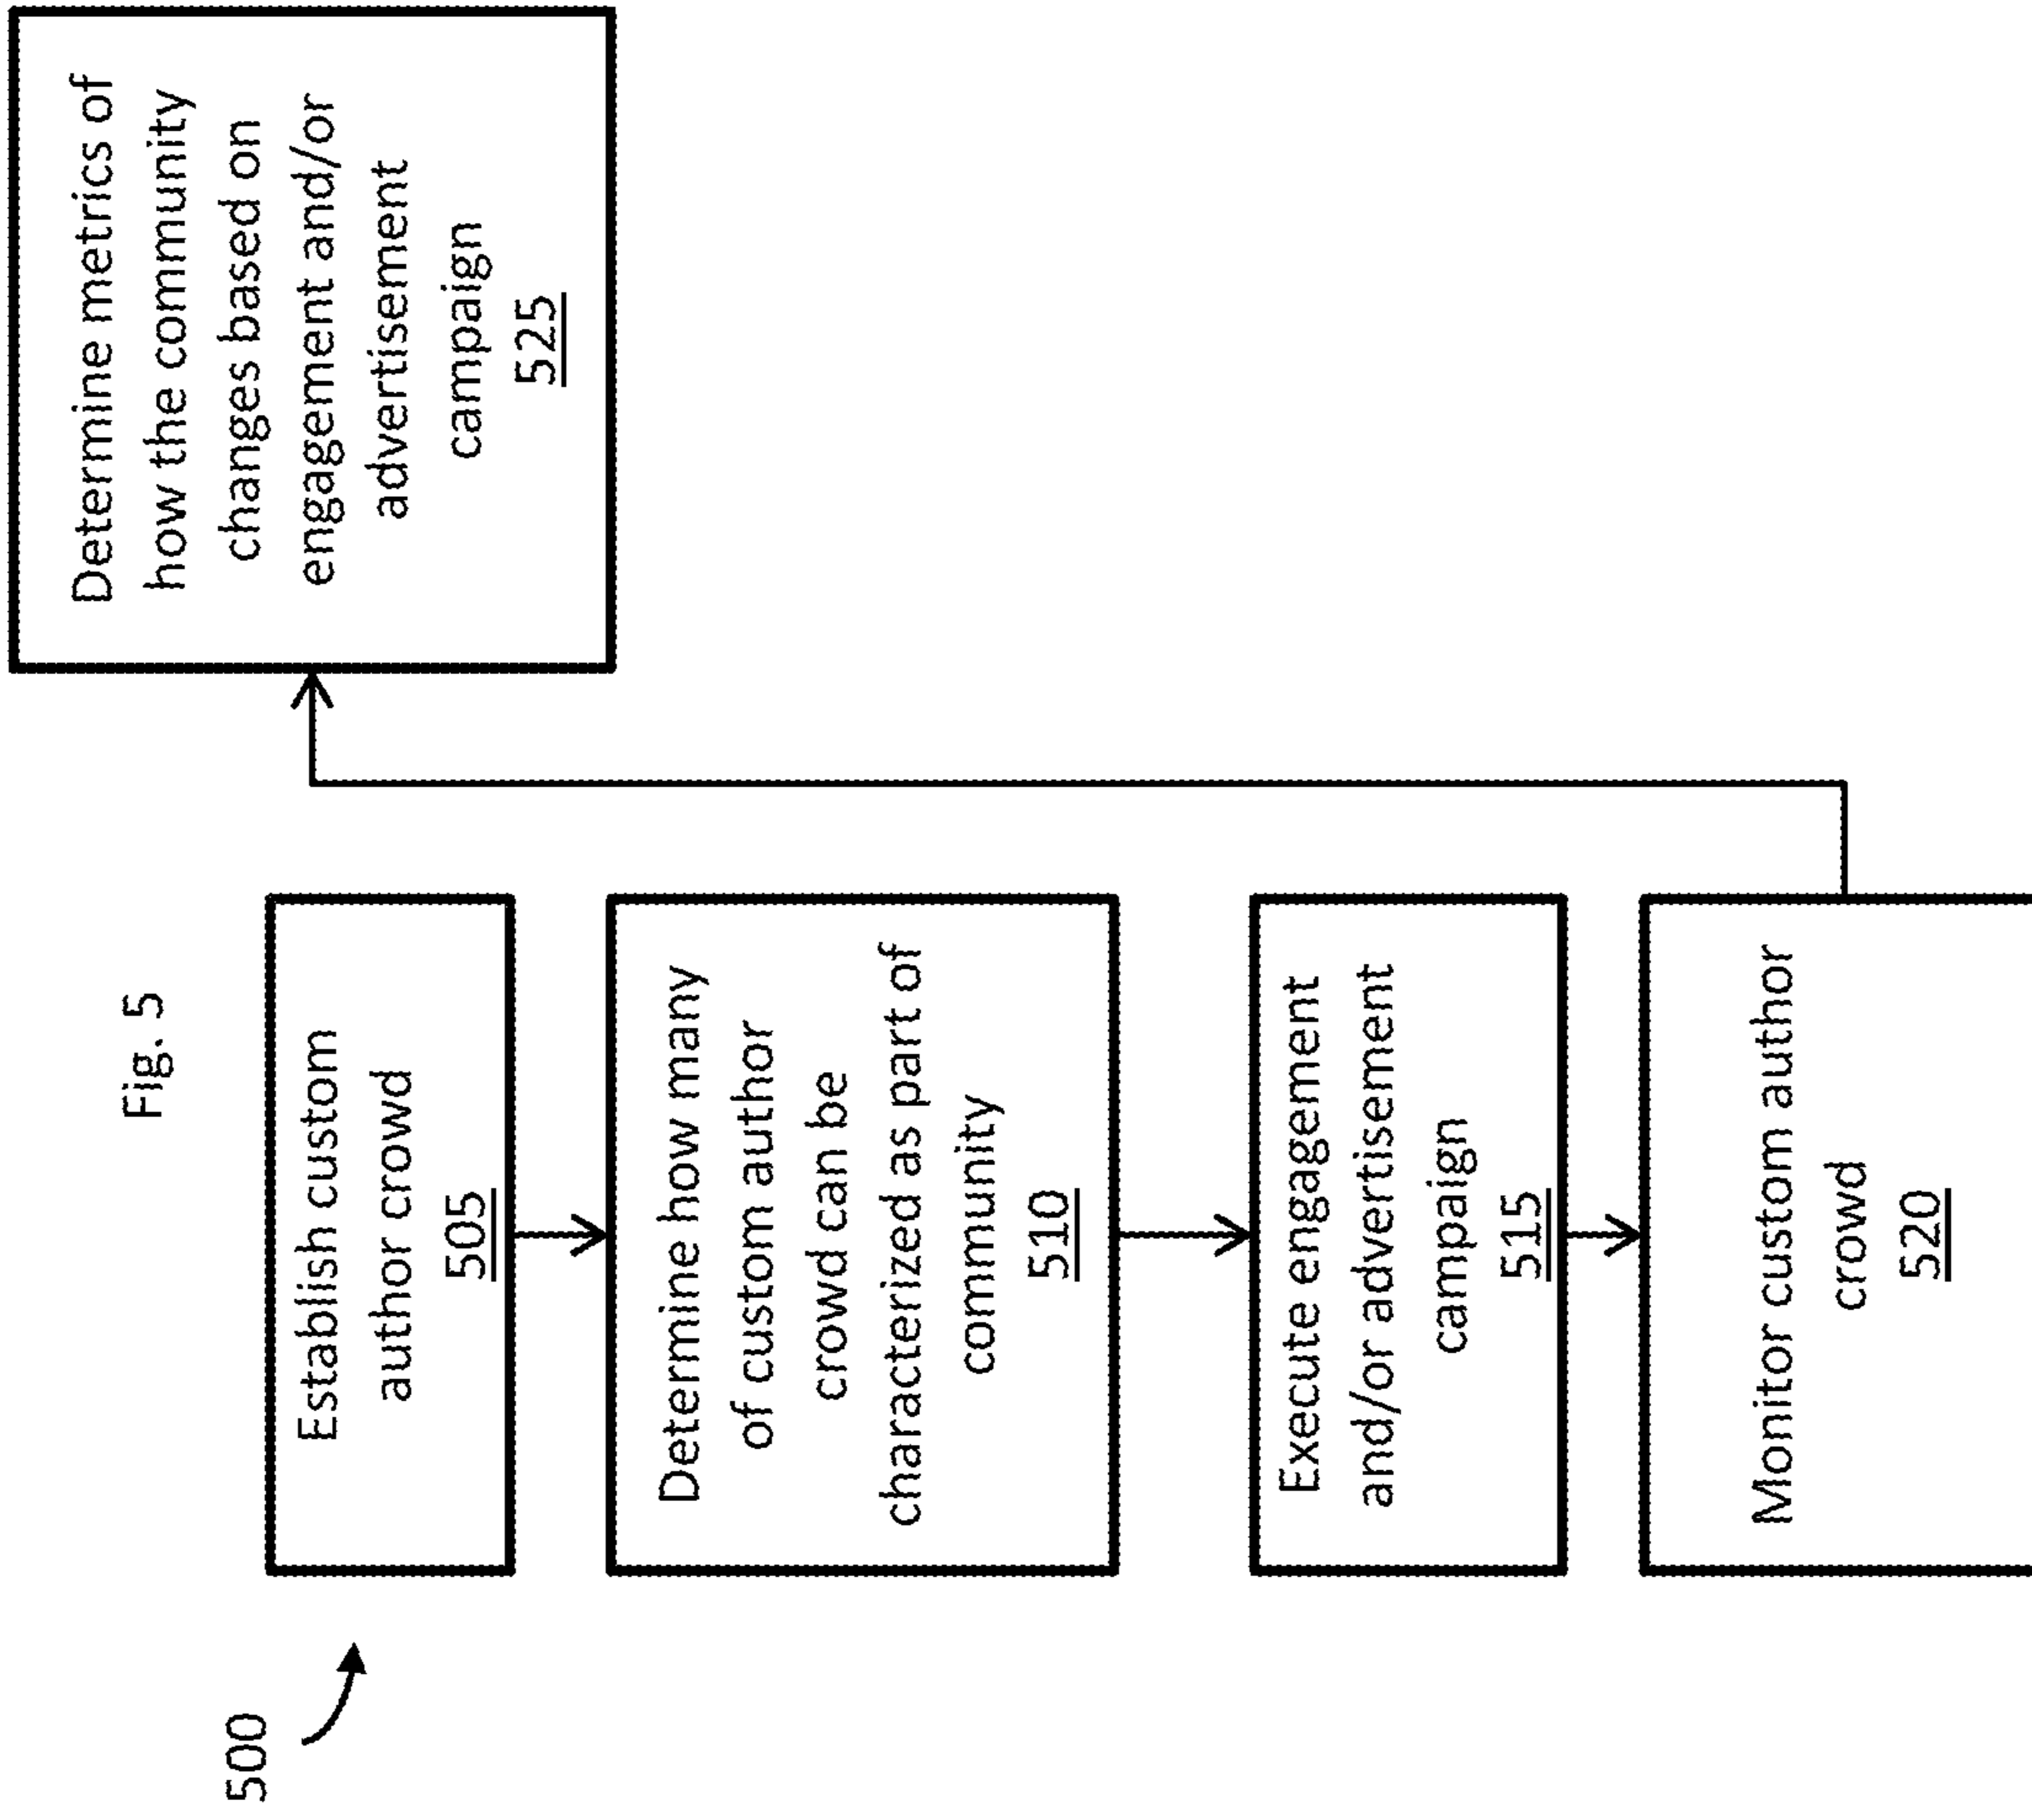 Fig. 5
500
Establish custom
author crowd
505
Determine how many
of custom author
crowd can be
characterized as part of
community
510
Execute engagement
and/or advertisement
campaign
515
Monitor custom author
crowd
520
Determine metrics of
how the community
changes based on
engagement and/or
advertisement
campaign
525